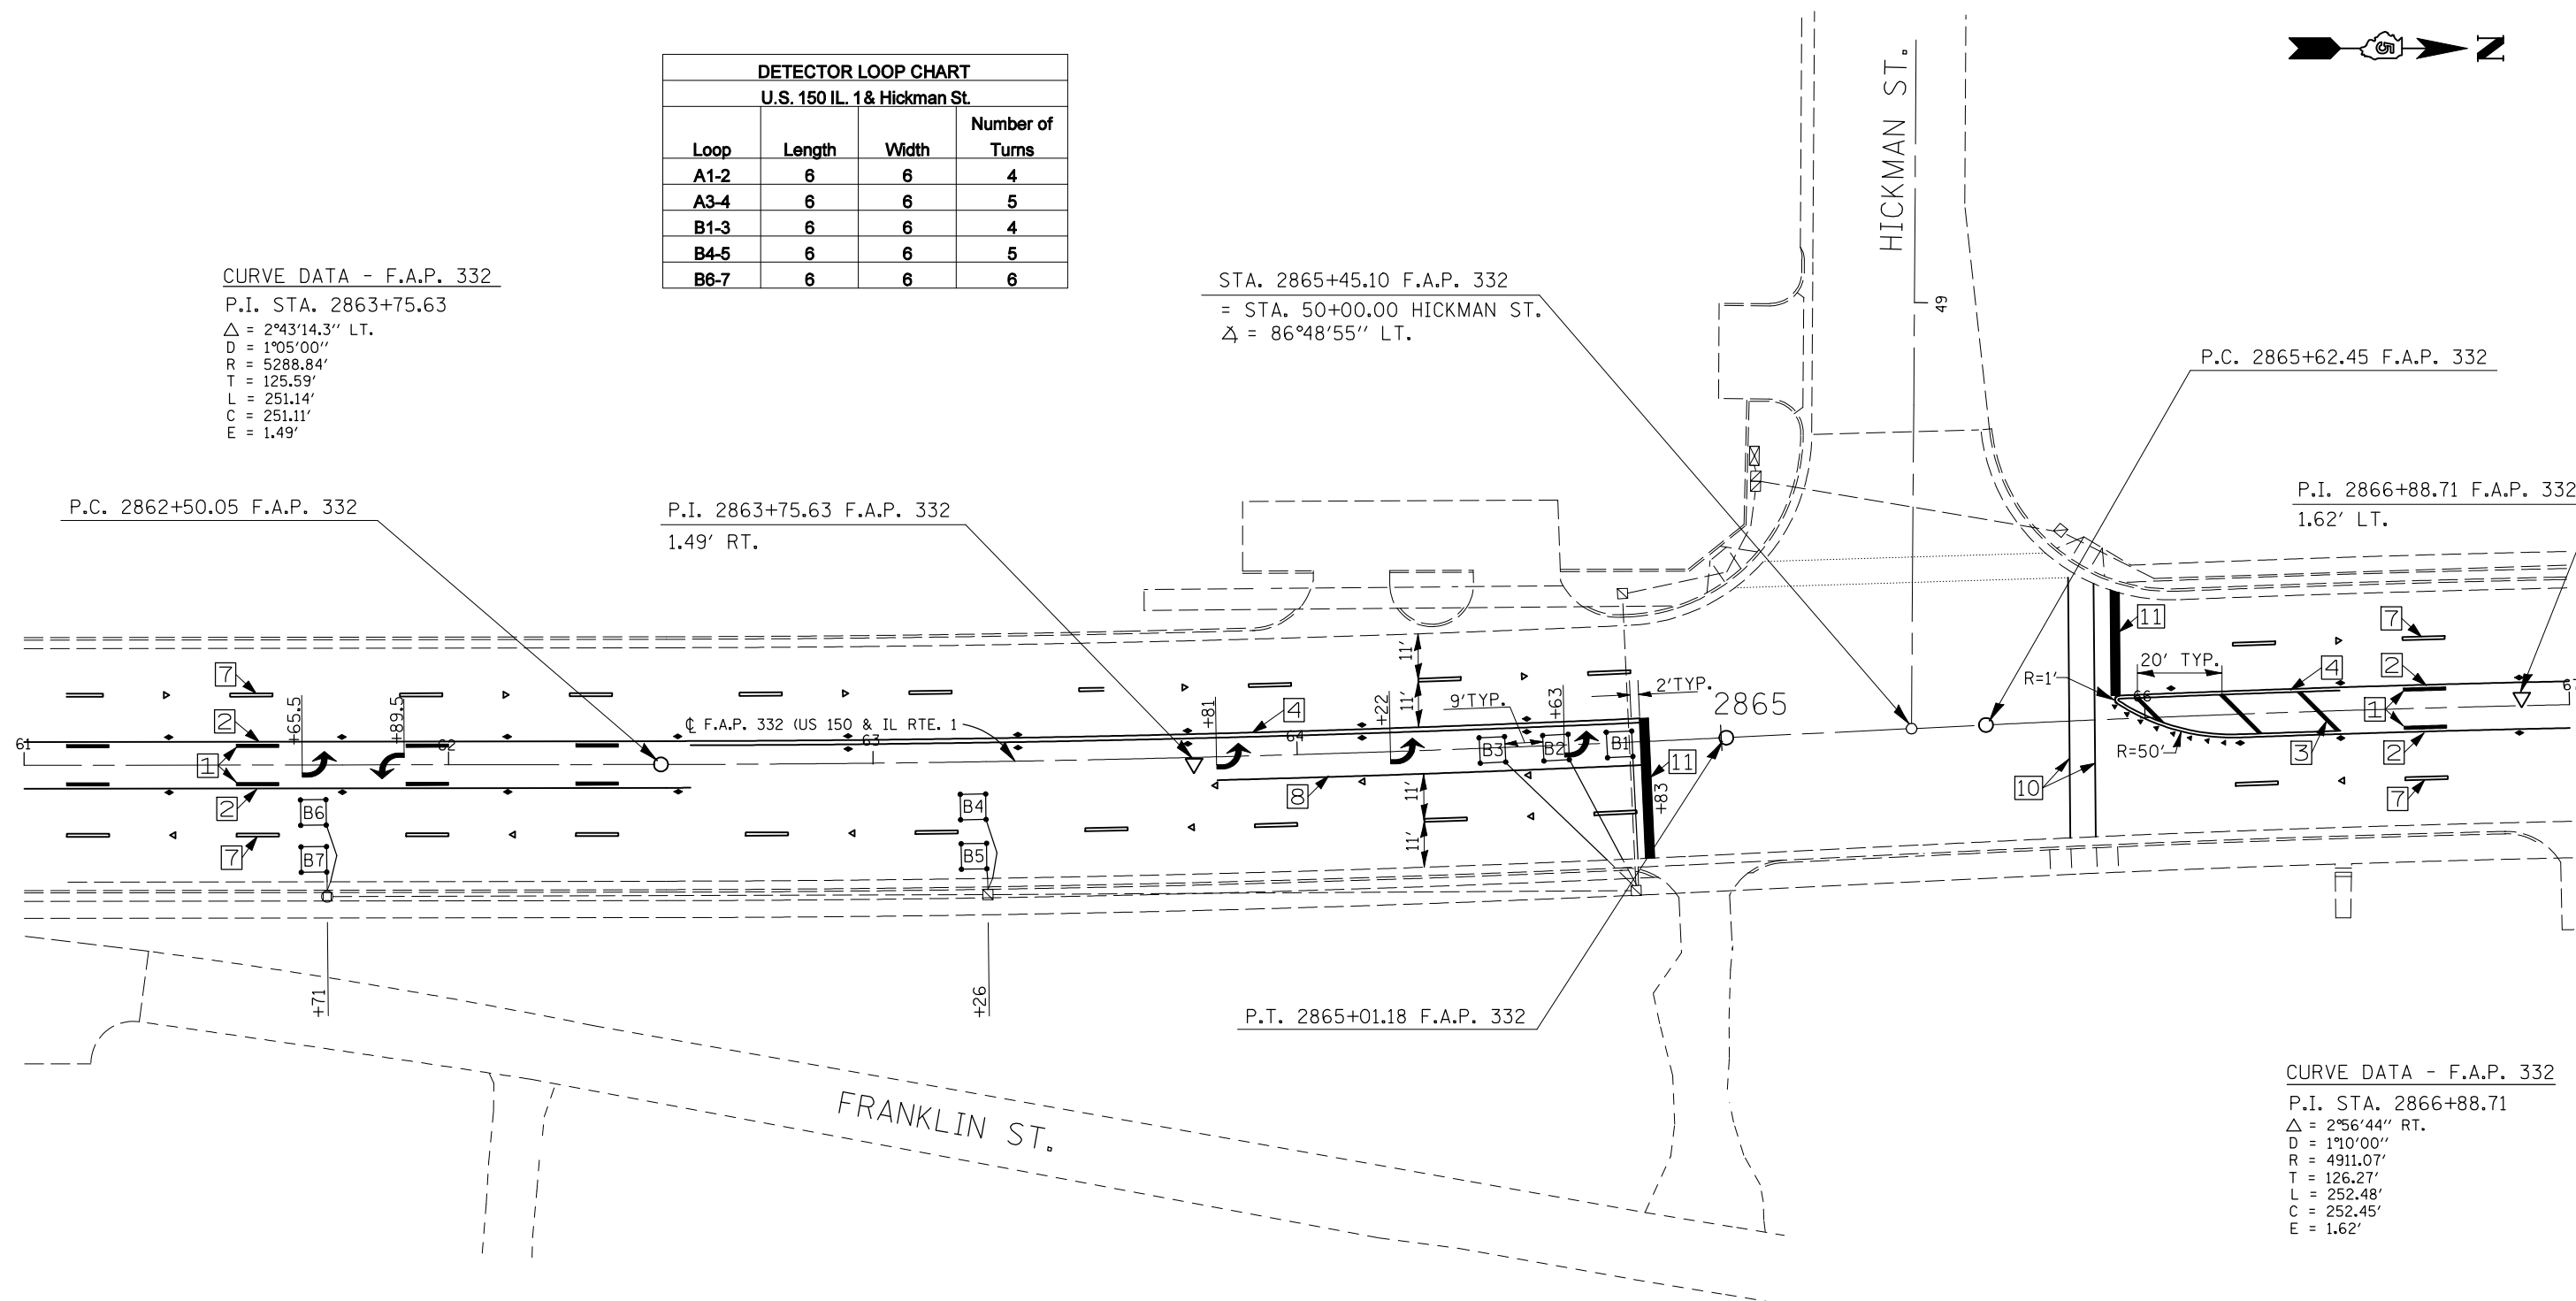 DETECTOR LOOP CHART
U.S. 150 IL. 1 & Hickman St.
Loop Length Width Number of Turns
A1-2 6 6 4
A3-4 6 6 5
B1-3 6 6 4
B4-5 6 6 5
B6-7 6 6 6
5
N
HICKMAN ST.
49
CURVE DATA - F.A.P. 332
P.I. STA. 2863+75.63
△ = 2°43'14.3'' LT.
D = 1°05'00''
R = 5288.84'
T = 125.59'
L = 251.14'
C = 251.11'
E = 1.49'
STA. 2865+45.10 F.A.P. 332
= STA. 50+00.00 HICKMAN ST.
∡ = 86°48'55'' LT.
P.C. 2865+62.45 F.A.P. 332
P.C. 2862+50.05 F.A.P. 332
P.I. 2863+75.63 F.A.P. 332
1.49' RT.
P.I. 2866+88.71 F.A.P. 332
1.62' LT.
7
2
+65.5
+89.5
61
1
62
2
B6
7
B7
℄ F.A.P. 332 (US 150 & IL RTE. 1
63
B4
B5
+81
4
64
+22
11'
11'
9'TYP.
+63
2'TYP.
2865
B3
B2
B1
11
8
11'
11'
+83
11
R=1'
20' TYP.
4
2
7
66
67
1
R=50'
3
2
10
7
+71
+26
P.T. 2865+01.18 F.A.P. 332
FRANKLIN ST.
CURVE DATA - F.A.P. 332
P.I. STA. 2866+88.71
△ = 2°56'44'' RT.
D = 1°10'00''
R = 4911.07'
T = 126.27'
L = 252.48'
C = 252.45'
E = 1.62'